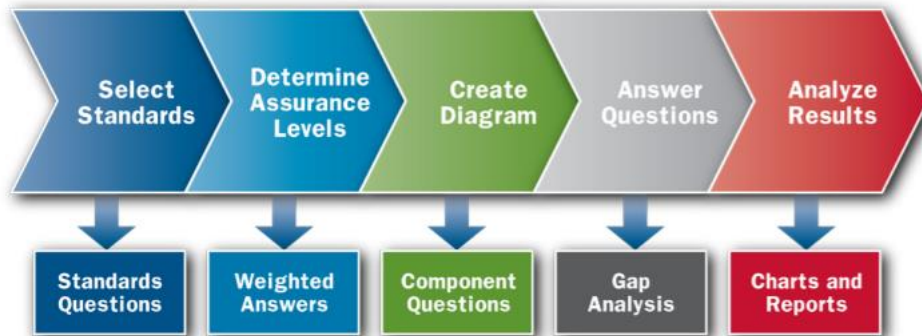 Select
Standards
Determine
Assurance
Levels
Create
Diagram
Answer
Questions
Analyze
Results
Standards
Questions
Weighted
Answers
Component
Questions
Gap
Analysis
Charts and
Reports